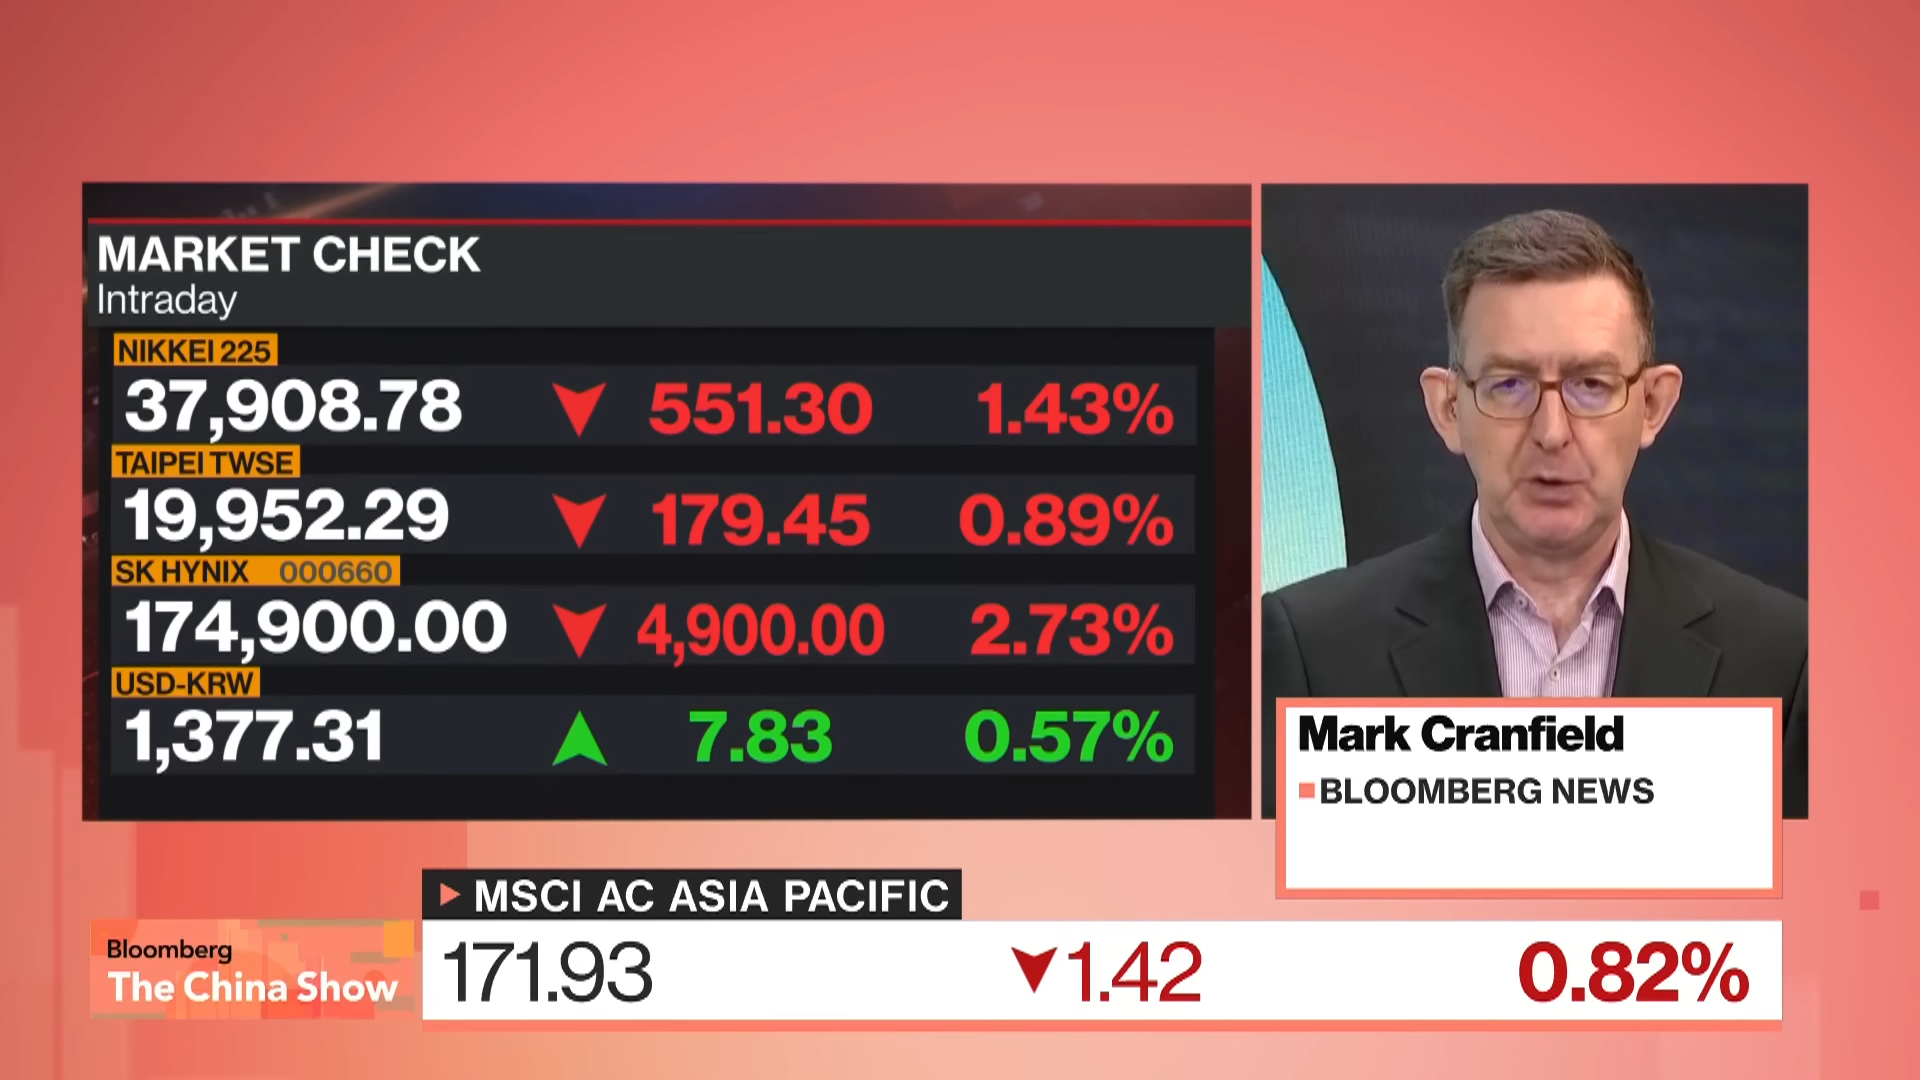 MARKET CHECK
Intraday
NIKKEI 225
37,908.78 ▼ 551.30 1.43%
TAIPEI TWSE
19,952.29 ▼ 179.45 0.89%
SK HYNIX 000660
174,900.00 ▼ 4,900.00 2.73%
USD-KRW
1,377.31 ▲ 7.83 0.57%
Mark Cranfield
BLOOMBERG NEWS
MSCI AC ASIA PACIFIC
171.93 ▼ 1.42 0.82%
Bloomberg
The China Show